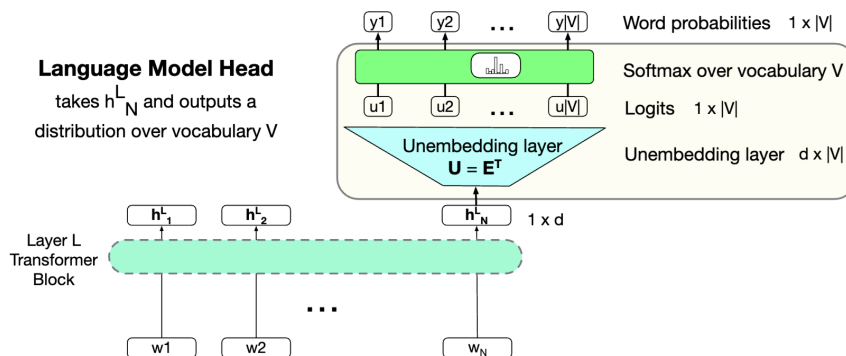 y1 y2 ... y|V| Word probabilities 1 x |V|
Language Model Head
takes h^L_N and outputs a
distribution over vocabulary V
Softmax over vocabulary V
u1 u2 ... u|V| Logits 1 x |V|
Unembedding layer
U = E^T
Unembedding layer d x |V|
h^L_1 h^L_2 h^L_N 1 x d
Layer L
Transformer
Block
...
w1 w2 w_N